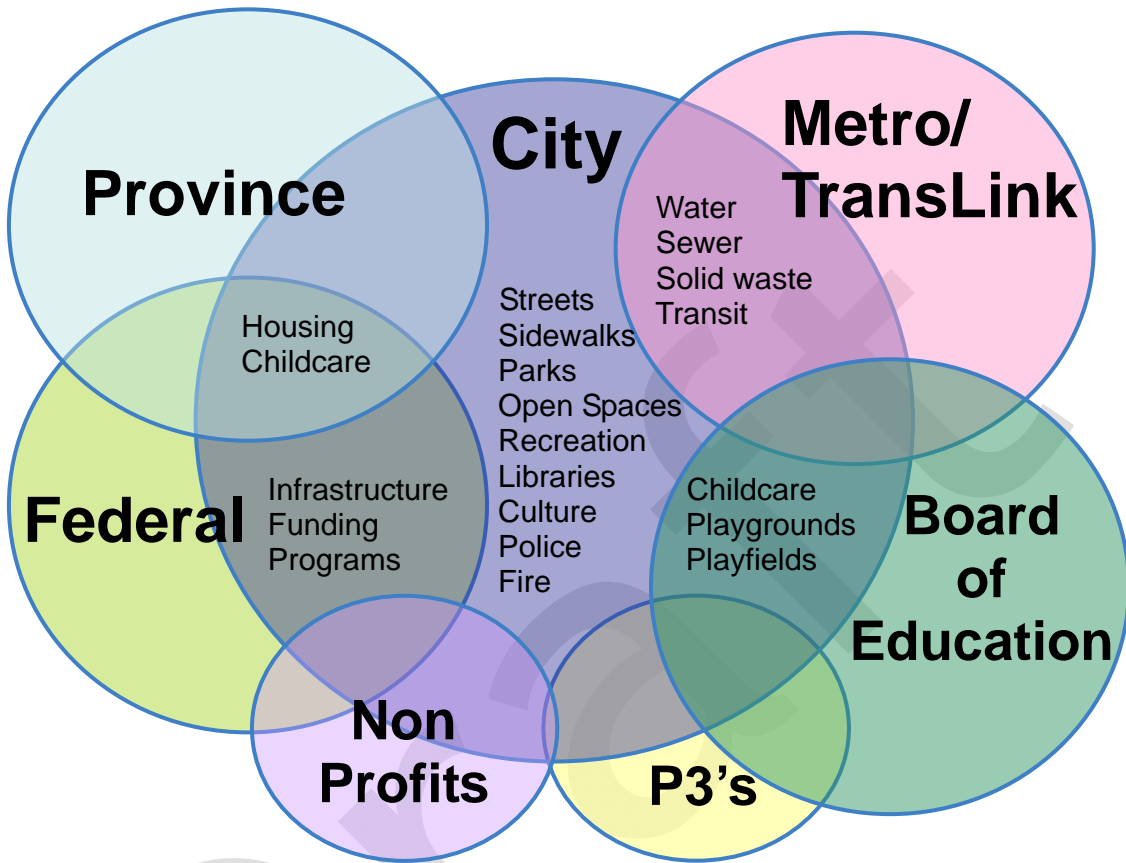 City
Metro/
TransLink
Province
Water
Sewer
Solid waste
Transit
Streets
Sidewalks
Parks
Open Spaces
Recreation
Libraries
Culture
Police
Fire
Housing
Childcare
Federal
Infrastructure
Funding
Programs
Childcare
Playgrounds
Playfields
Board
of
Education
Non
Profits
P3's